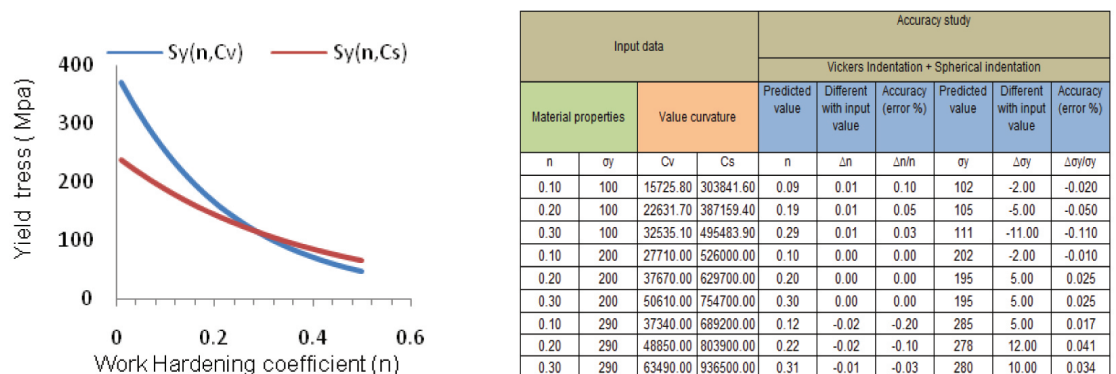 Sy(n,Cv) Sy(n,Cs)
400
300
200
100
0
Yield tress ( Mpa)
0 0.2 0.4 0.6
Work Hardening coefficient (n)
Input data
Accuracy study
Vickers Indentation + Spherical indentation
Material properties Value curvature
Predicted value Different with input value Accuracy (error %) Predicted value Different with input value Accuracy (error %)
n σy Cv Cs n Δn Δn/n σy Δσy Δσy/σy
0.10 100 15725.80 303841.60 0.09 0.01 0.10 102 -2.00 -0.020
0.20 100 22631.70 387159.40 0.19 0.01 0.05 105 -5.00 -0.050
0.30 100 32535.10 495483.90 0.29 0.01 0.03 111 -11.00 -0.110
0.10 200 27710.00 526000.00 0.10 0.00 0.00 202 -2.00 -0.010
0.20 200 37670.00 629700.00 0.20 0.00 0.00 195 5.00 0.025
0.30 200 50610.00 754700.00 0.30 0.00 0.00 195 5.00 0.025
0.10 290 37340.00 689200.00 0.12 -0.02 -0.20 285 5.00 0.017
0.20 290 48850.00 803900.00 0.22 -0.02 -0.10 278 12.00 0.041
0.30 290 63490.00 936500.00 0.31 -0.01 -0.03 280 10.00 0.034